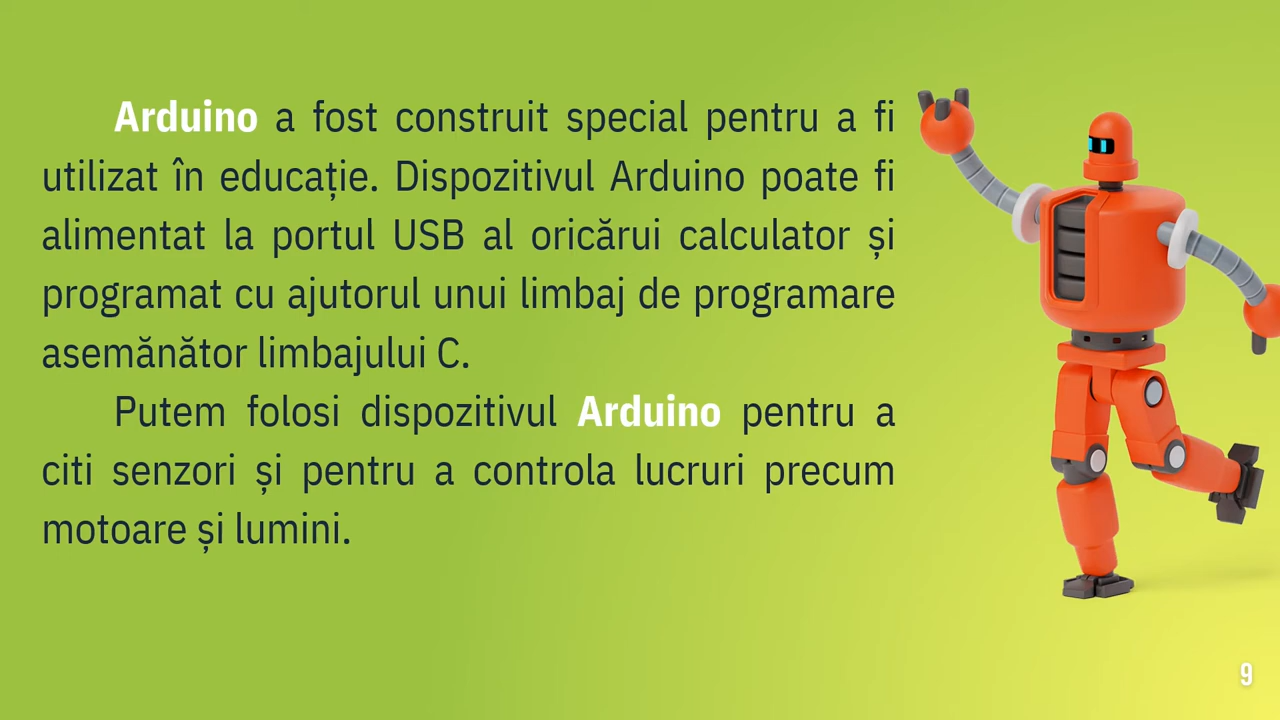 Arduino a fost construit special pentru a fi
utilizat în educație. Dispozitivul Arduino poate fi
alimentat la portul USB al oricărui calculator și
programat cu ajutorul unui limbaj de programare
asemănător limbajului C.
Putem folosi dispozitivul Arduino pentru a
citi senzori și pentru a controla lucruri precum
motoare și lumini.
9